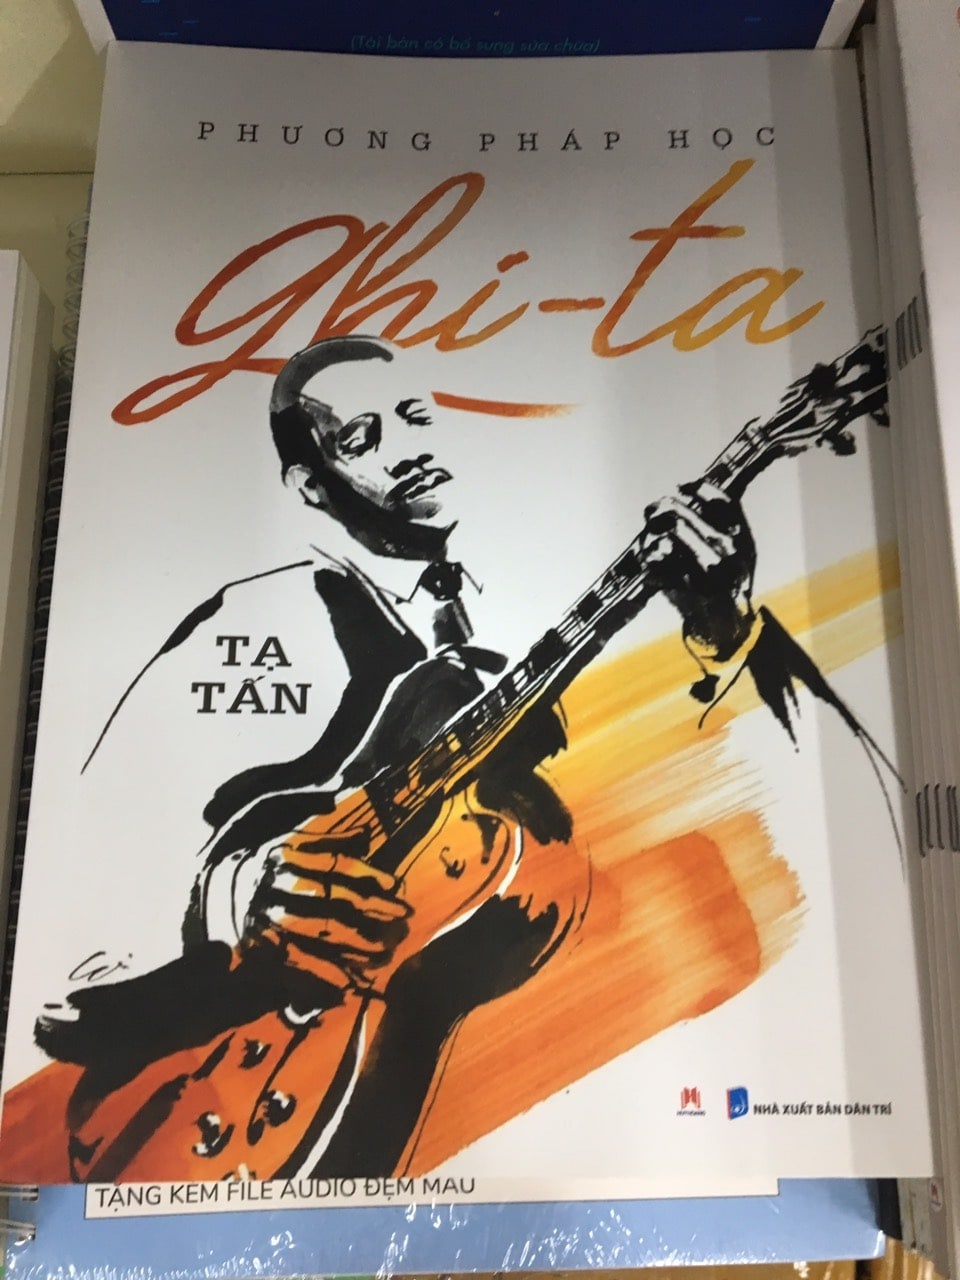 (Tái bản có bổ sung sửa chữa)
PHƯƠNG PHÁP HỌC
ghi-ta
TẠ
TẤN
NHÀ XUẤT BẢN DÂN TRÍ
TẶNG KÈM FILE AUDIO ĐỆM MẪU